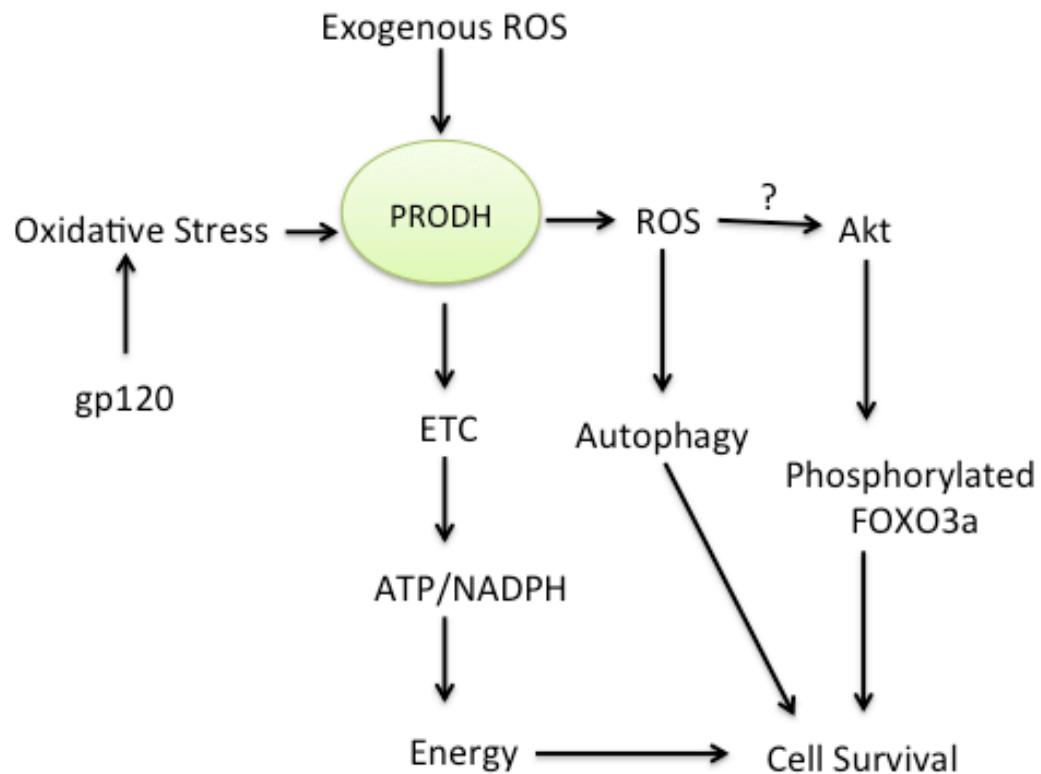 Exogenous ROS
?
Oxidative Stress
PRODH
ROS
Akt
gp120
ETC
Autophagy
Phosphorylated
FOXO3a
ATP/NADPH
Energy
Cell Survival